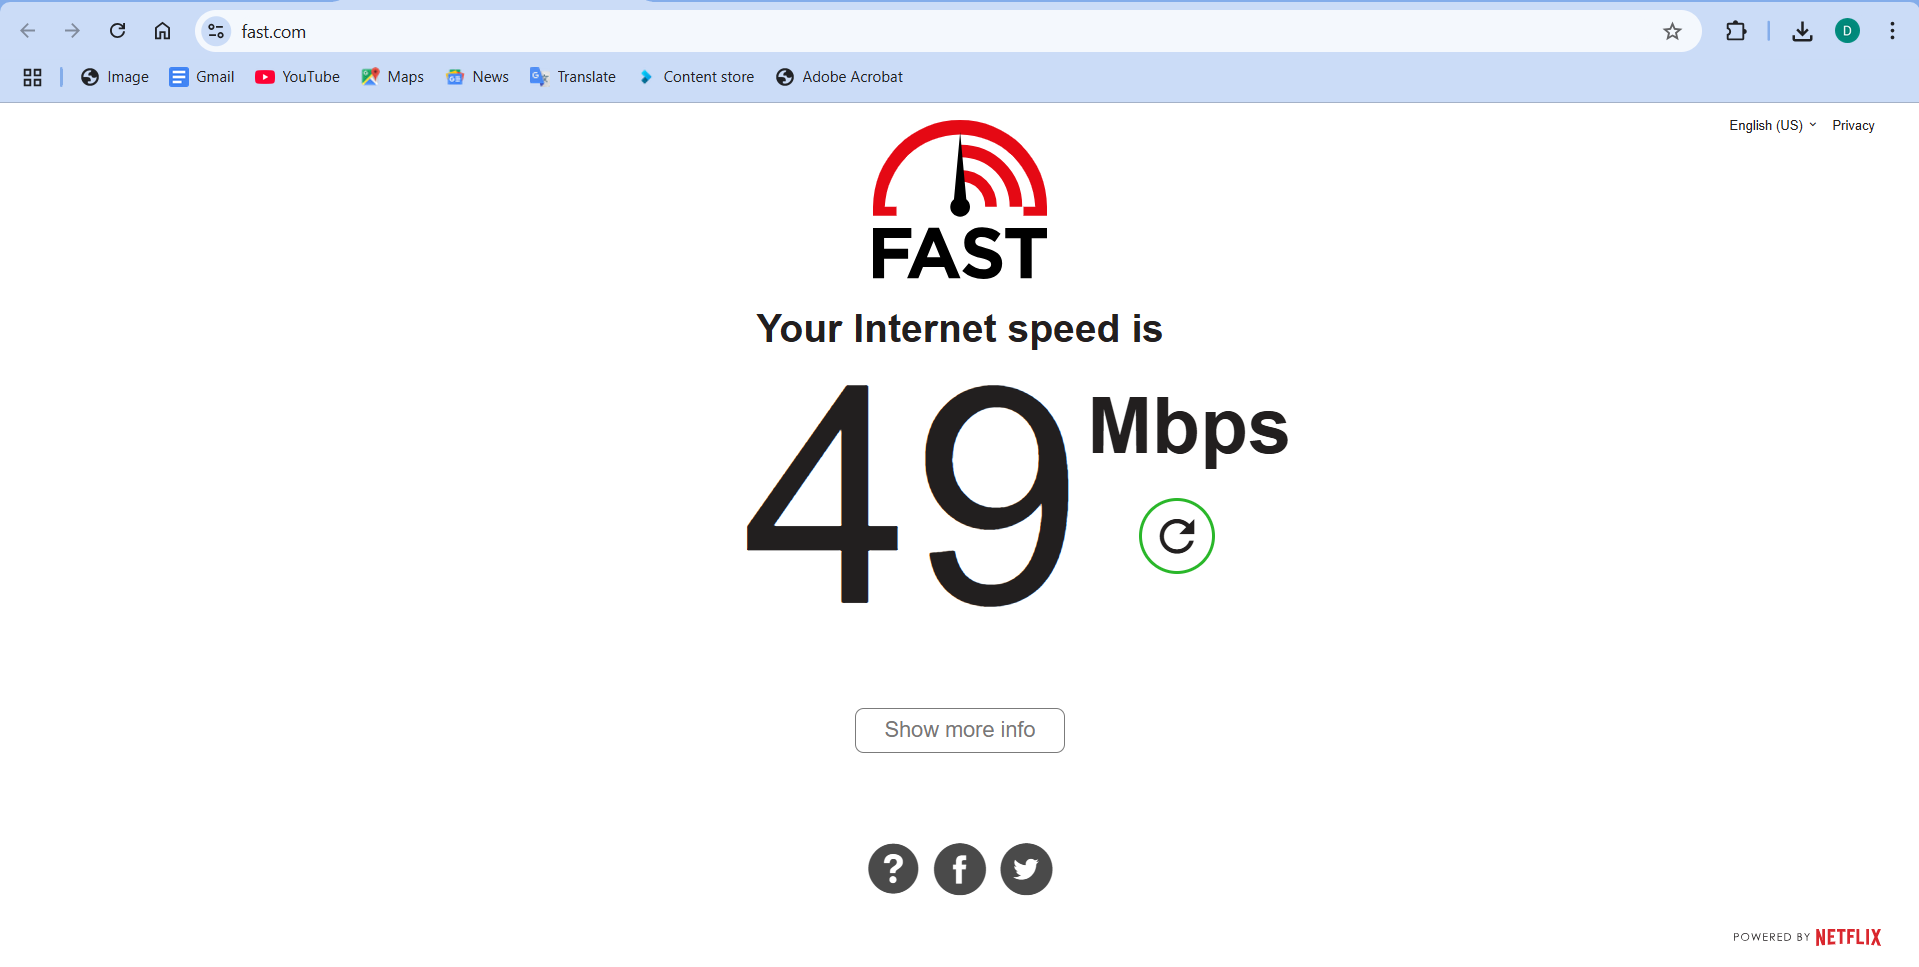 fast.com
D
Image Gmail YouTube Maps News Translate Content store Adobe Acrobat
English (US) Privacy
FAST
Your Internet speed is
49 Mbps
Show more info
POWERED BY NETFLIX